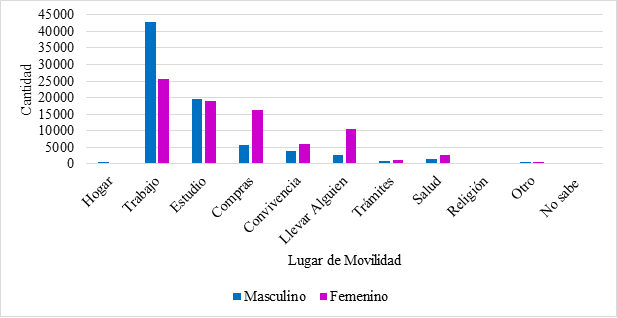 45000
40000
35000
30000
25000
20000
15000
10000
5000
0
Cantidad
Hogar
Trabajo
Estudio
Compras
Convivencia
Llevar Alguien
Trámites
Salud
Religión
Otro
No sabe
Lugar de Movilidad
Masculino Femenino